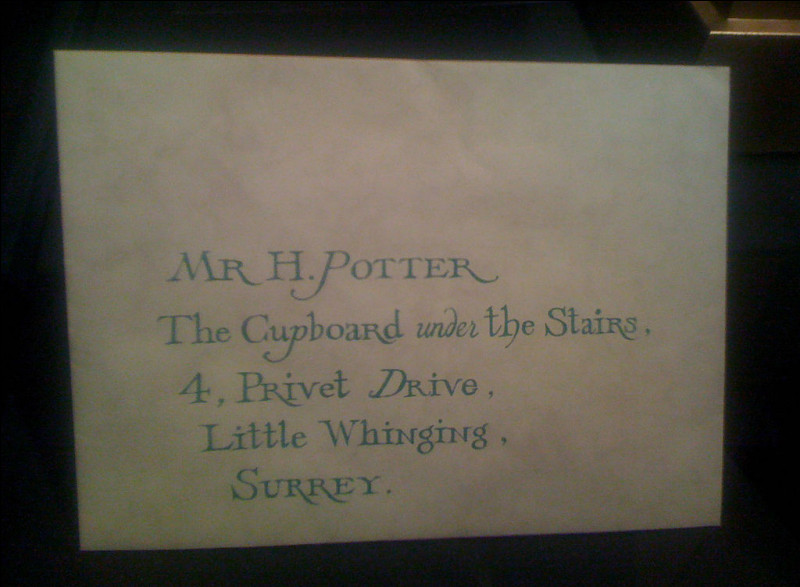 Mr H. Potter
The Cupboard under the Stairs,
4, Privet Drive,
Little Whinging,
Surrey.